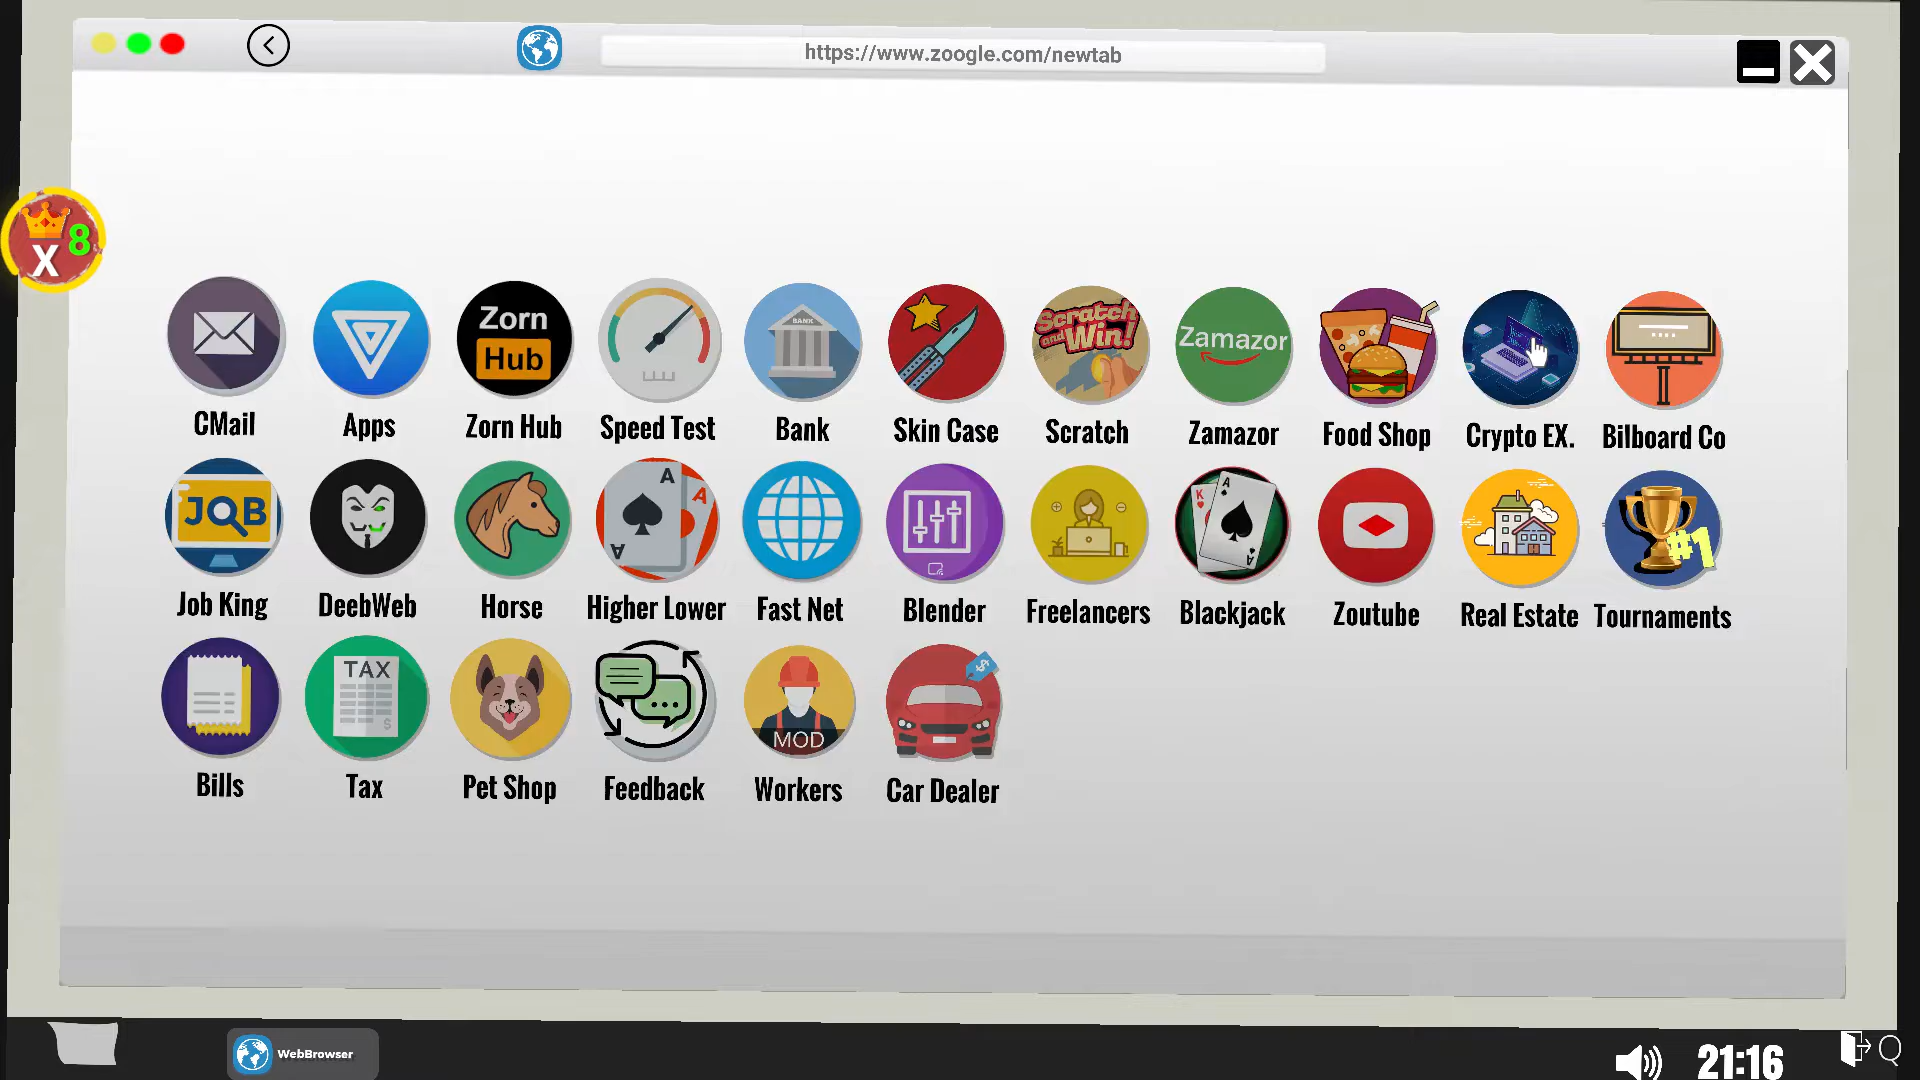 https://www.zoogle.com/newtab
X 8
Zorn
Hub
BANK
Scratch
and Win!
Zamazor
CMail
Apps
Zorn Hub
Speed Test
Bank
Skin Case
Scratch
Zamazor
Food Shop
Crypto EX.
Bilboard Co
JOB
A
A
A
K
A
A
#1
Job King
DeebWeb
Horse
Higher Lower
Fast Net
Blender
Freelancers
Blackjack
Zoutube
Real Estate
Tournaments
TAX
$
MOD
$
Bills
Tax
Pet Shop
Feedback
Workers
Car Dealer
WebBrowser
21:16
Q